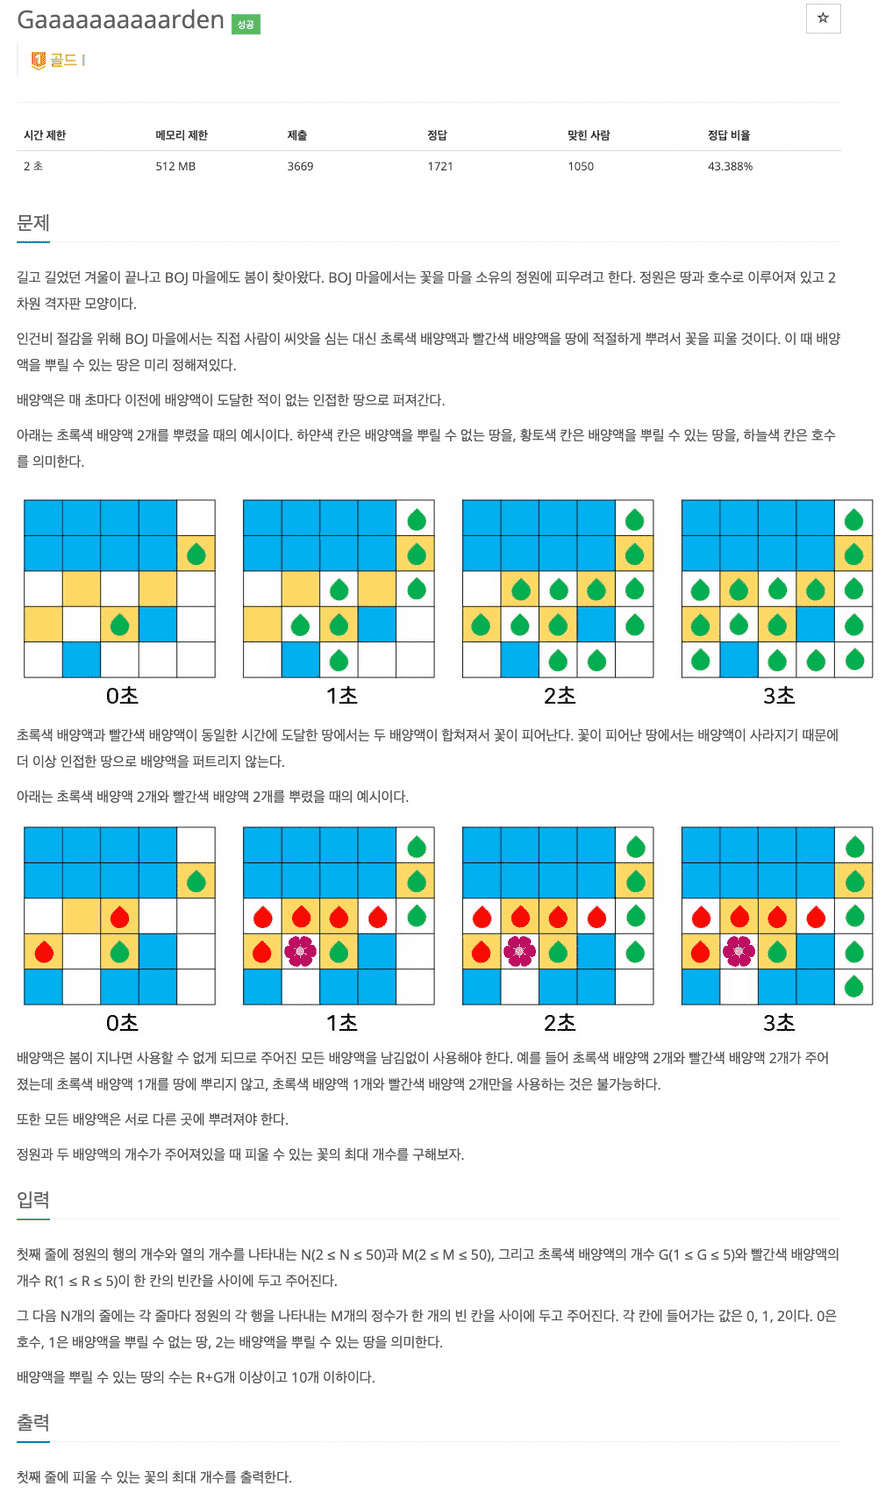 Gaaaaaaaaaarden 성공
☆
1 골드 I
시간 제한 메모리 제한 제출 정답 맞힌 사람 정답 비율
2 초 512 MB 3669 1721 1050 43.388%
문제
길고 길었던 겨울이 끝나고 BOJ 마을에도 봄이 찾아왔다. BOJ 마을에서는 꽃을 마을 소유의 정원에 피우려고 한다. 정원은 땅과 호수로 이루어져 있고 2
차원 격자판 모양이다.
인건비 절감을 위해 BOJ 마을에서는 직접 사람이 씨앗을 심는 대신 초록색 배양액과 빨간색 배양액을 땅에 적절하게 뿌려서 꽃을 피울 것이다. 이 때 배양
액을 뿌릴 수 있는 땅은 미리 정해져있다.
배양액은 매 초마다 이전에 배양액이 도달한 적이 없는 인접한 땅으로 퍼져간다.
아래는 초록색 배양액 2개를 뿌렸을 때의 예시이다. 하얀색 칸은 배양액을 뿌릴 수 없는 땅을, 황토색 칸은 배양액을 뿌릴 수 있는 땅을, 하늘색 칸은 호수
를 의미한다.
0초 1초 2초 3초
초록색 배양액과 빨간색 배양액이 동일한 시간에 도달한 땅에서는 두 배양액이 합쳐져서 꽃이 피어난다. 꽃이 피어난 땅에서는 배양액이 사라지기 때문에
더 이상 인접한 땅으로 배양액을 퍼트리지 않는다.
아래는 초록색 배양액 2개와 빨간색 배양액 2개를 뿌렸을 때의 예시이다.
0초 1초 2초 3초
배양액은 봄이 지나면 사용할 수 없게 되므로 주어진 모든 배양액을 남김없이 사용해야 한다. 예를 들어 초록색 배양액 2개와 빨간색 배양액 2개가 주어
졌는데 초록색 배양액 1개를 땅에 뿌리지 않고, 초록색 배양액 1개와 빨간색 배양액 2개만을 사용하는 것은 불가능하다.
또한 모든 배양액은 서로 다른 곳에 뿌려져야 한다.
정원과 두 배양액의 개수가 주어져있을 때 피울 수 있는 꽃의 최대 개수를 구해보자.
입력
첫째 줄에 정원의 행의 개수와 열의 개수를 나타내는 N(2 ≤ N ≤ 50)과 M(2 ≤ M ≤ 50), 그리고 초록색 배양액의 개수 G(1 ≤ G ≤ 5)와 빨간색 배양액의
개수 R(1 ≤ R ≤ 5)이 한 칸의 빈칸을 사이에 두고 주어진다.
그 다음 N개의 줄에는 각 줄마다 정원의 각 행을 나타내는 M개의 정수가 한 개의 빈 칸을 사이에 두고 주어진다. 각 칸에 들어가는 값은 0, 1, 2이다. 0은
호수, 1은 배양액을 뿌릴 수 없는 땅, 2는 배양액을 뿌릴 수 있는 땅을 의미한다.
배양액을 뿌릴 수 있는 땅의 수는 R+G개 이상이고 10개 이하이다.
출력
첫째 줄에 피울 수 있는 꽃의 최대 개수를 출력한다.